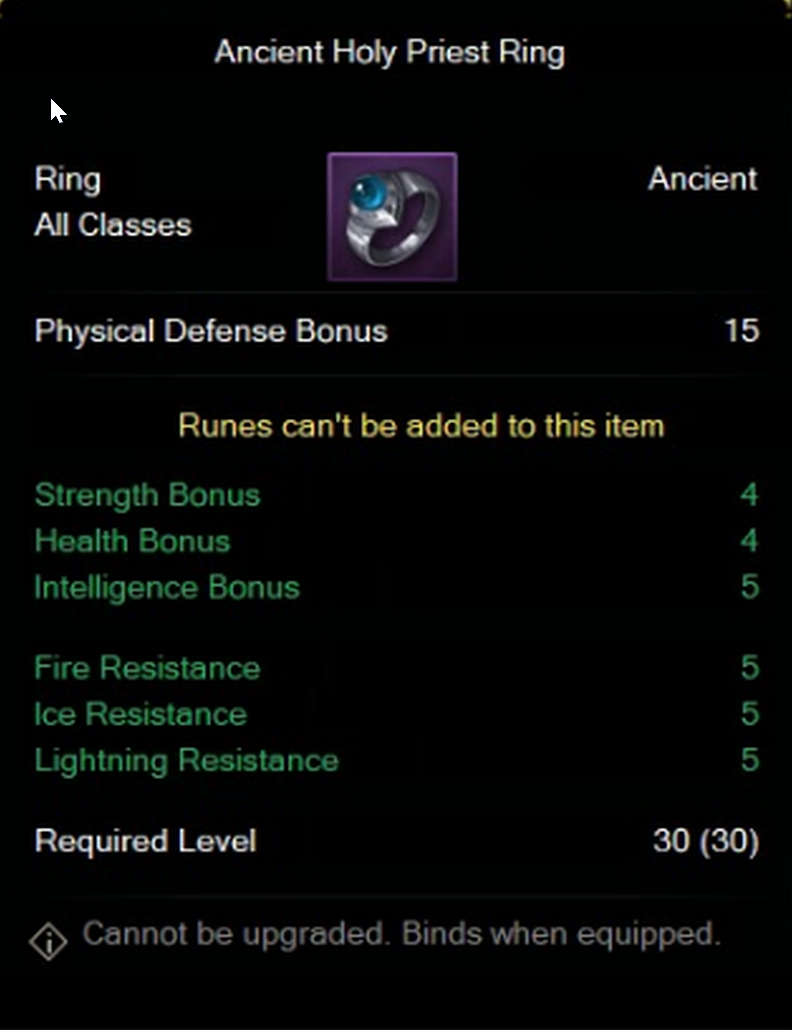 Ancient Holy Priest Ring
Ring
Ancient
All Classes
Physical Defense Bonus 15
Runes can't be added to this item
Strength Bonus 4
Health Bonus 4
Intelligence Bonus 5
Fire Resistance 5
Ice Resistance 5
Lightning Resistance 5
Required Level 30 (30)
Cannot be upgraded. Binds when equipped.